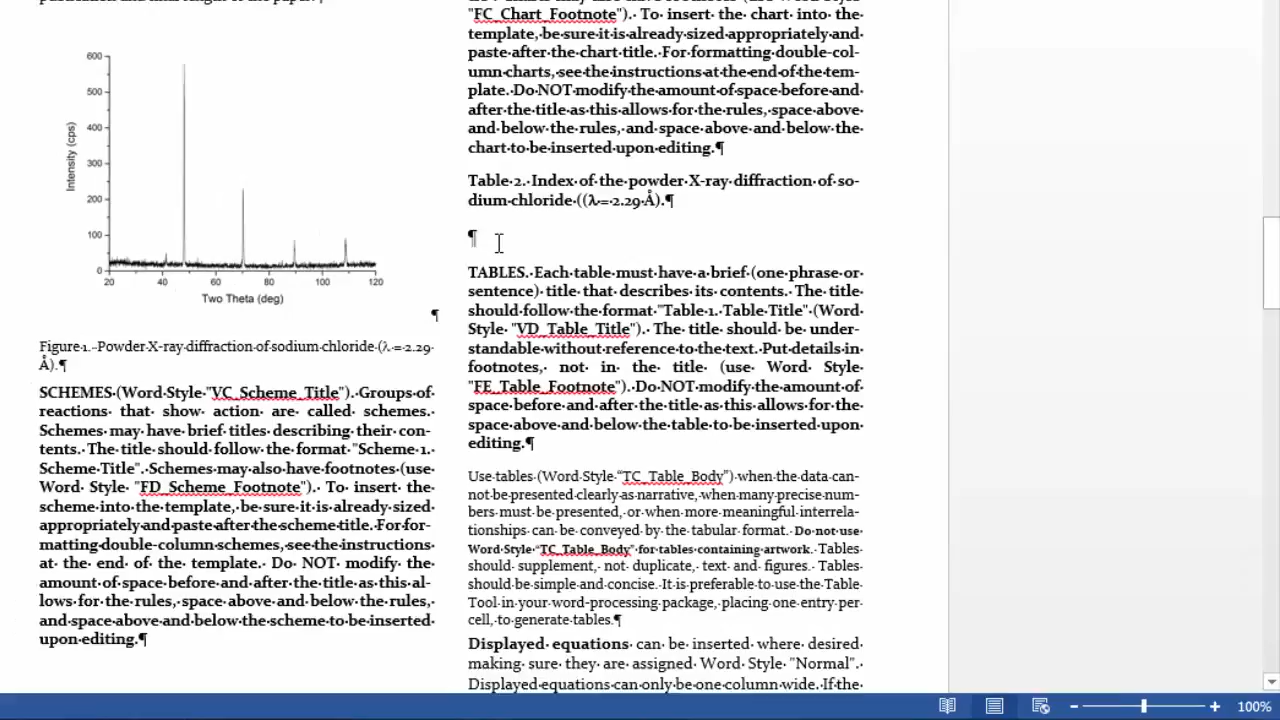 600
500
400
300
200
100
0
Intensity (cps)
20 40 60 80 100 120
Two Theta (deg)
¶
Figure·1.·-Powder·X-ray·diffraction·of·sodium·chloride·(λ·=·2.29·
Å).¶
SCHEMES·(Word·Style·"VC_Scheme_Title").·Groups·of·
reactions· that· show· action· are· called· schemes.·
Schemes·may·have·brief·titles·describing·their·con-
tents.·The·title·should·follow·the·format·"Scheme·1.·
Scheme·Title".·Schemes·may·also·have·footnotes·(use·
Word· Style· "FD_Scheme_Footnote").· To· insert· the·
scheme·into·the·template,·be·sure·it·is·already·sized·
appropriately·and·paste·after·the·scheme·title.·For·for-
matting·double-column·schemes,·see·the·instructions·
at· the· end· of· the· template.· Do· NOT· modify· the·
amount·of·space·before·and·after·the·title·as·this·al-
lows·for·the·rules,·space·above·and·below·the·rules,·
and·space·above·and·below·the·scheme·to·be·inserted·
upon·editing.¶
"FC_Chart_Footnote").· To· insert· the· chart· into· the·
template,·be·sure·it·is·already·sized·appropriately·and·
paste·after·the·chart·title.·For·formatting·double-col-
umn·charts,·see·the·instructions·at·the·end·of·the·tem-
plate.·Do·NOT·modify·the·amount·of·space·before·and·
after·the·title·as·this·allows·for·the·rules,·space·above·
and·below·the·rules,·and·space·above·and·below·the·
chart·to·be·inserted·upon·editing.¶
Table·2.·Index·of·the·powder·X-ray·diffraction·of·so-
dium·chloride·((λ·=·2.29·Å).¶
¶
TABLES.·Each·table·must·have·a·brief·(one·phrase·or·
sentence)·title·that·describes·its·contents.·The·title·
should·follow·the·format·"Table·1.·Table·Title"·(Word·
Style· "VD_Table_Title").· The· title· should· be· under-
standable·without·reference·to·the·text.·Put·details·in·
footnotes,· not· in· the· title· (use· Word· Style·
"FE_Table_Footnote").·Do·NOT·modify·the·amount·of·
space·before·and·after·the·title·as·this·allows·for·the·
space·above·and·below·the·table·to·be·inserted·upon·
editing.¶
Use·tables·(Word·Style·“TC_Table_Body”)·when·the·data·can-
not·be·presented·clearly·as·narrative,·when·many·precise·num-
bers·must·be·presented,·or·when·more·meaningful·interrela-
tionships·can·be·conveyed·by·the·tabular·format.·Do·not·use·
Word·Style·“TC_Table_Body”·for·tables·containing·artwork.·Tables·
should· supplement,· not· duplicate,· text· and· figures.· Tables·
should·be·simple·and·concise.·It·is·preferable·to·use·the·Table·
Tool·in·your·word-processing·package,·placing·one·entry·per·
cell,·to·generate·tables.¶
Displayed·equations· can· be· inserted· where· desired·
making· sure· they· are· assigned· Word· Style· "Normal".·
Displayed·equations·can·only·be·one·column·wide.·If·the·
100%